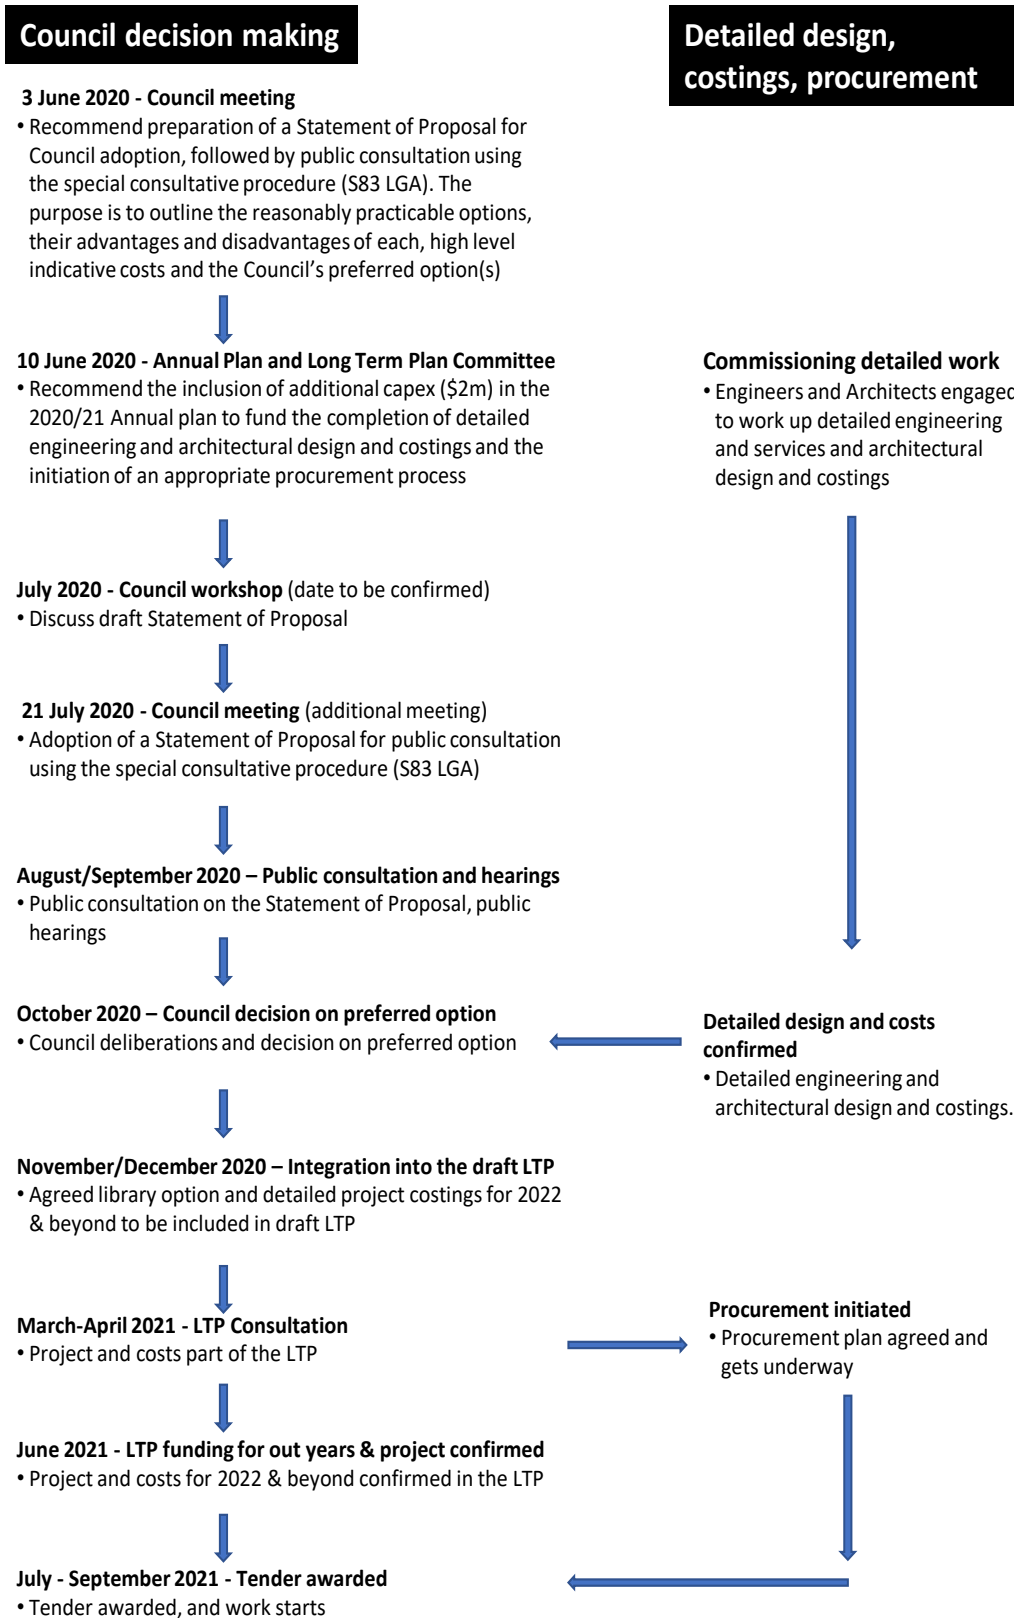 Council decision making
3 June 2020 - Council meeting
• Recommend preparation of a Statement of Proposal for
Council adoption, followed by public consultation using
the special consultative procedure (S83 LGA). The
purpose is to outline the reasonably practicable options,
their advantages and disadvantages of each, high level
indicative costs and the Council's preferred option(s)
10 June 2020 - Annual Plan and Long Term Plan Committee
• Recommend the inclusion of additional capex ($2m) in the
2020/21 Annual plan to fund the completion of detailed
engineering and architectural design and costings and the
initiation of an appropriate procurement process
July 2020 - Council workshop (date to be confirmed)
• Discuss draft Statement of Proposal
21 July 2020 - Council meeting (additional meeting)
• Adoption of a Statement of Proposal for public consultation
using the special consultative procedure (S83 LGA)
August/September 2020 – Public consultation and hearings
• Public consultation on the Statement of Proposal, public
hearings
October 2020 – Council decision on preferred option
• Council deliberations and decision on preferred option
November/December 2020 – Integration into the draft LTP
• Agreed library option and detailed project costings for 2022
& beyond to be included in draft LTP
March-April 2021 - LTP Consultation
• Project and costs part of the LTP
June 2021 - LTP funding for out years & project confirmed
• Project and costs for 2022 & beyond confirmed in the LTP
July - September 2021 - Tender awarded
• Tender awarded, and work starts
Detailed design,
costings, procurement
Commissioning detailed work
• Engineers and Architects engaged
to work up detailed engineering
and services and architectural
design and costings
Detailed design and costs
confirmed
• Detailed engineering and
architectural design and costings.
Procurement initiated
• Procurement plan agreed and
gets underway